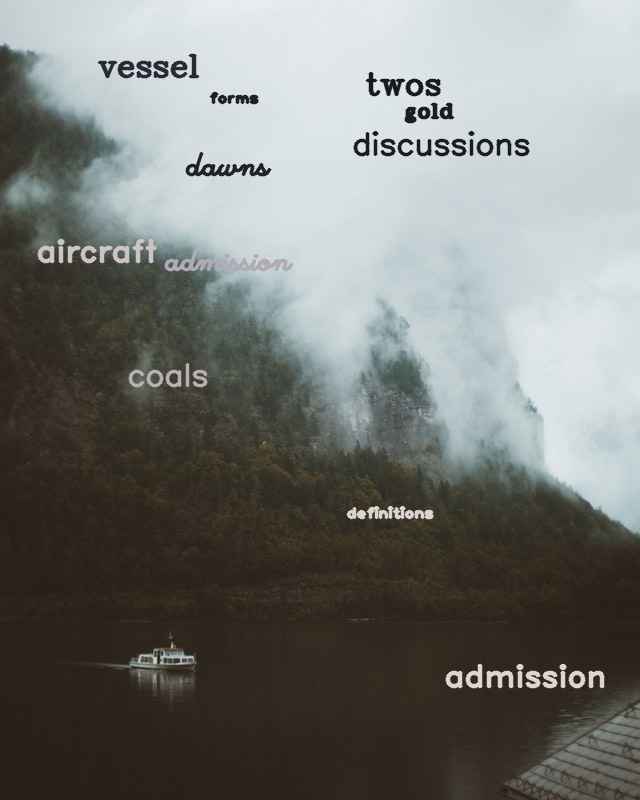 vessel
twos
forms
gold
discussions
dawns
aircraft
admission
coals
definitions
admission